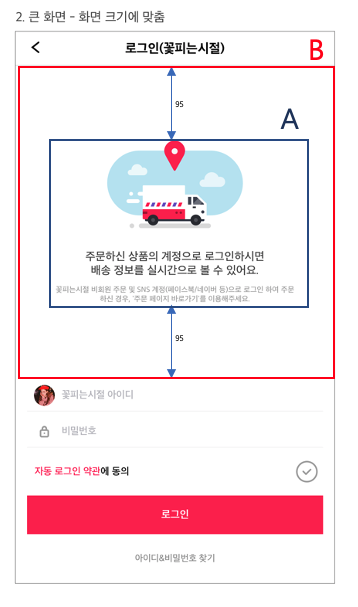 2. 큰 화면 - 화면 크기에 맞춤
로그인(꽃피는시절)
B
95
A
주문하신 상품의 계정으로 로그인하시면
배송 정보를 실시간으로 볼 수 있어요.
꽃피는시절 비회원 주문 및 SNS 계정(페이스북/네이버 등)으로 로그인 하여 주문
하신 경우, '주문 페이지 바로가기'를 이용해주세요.
95
꽃피는시절 아이디
비밀번호
자동 로그인 약관에 동의
로그인
아이디&비밀번호 찾기